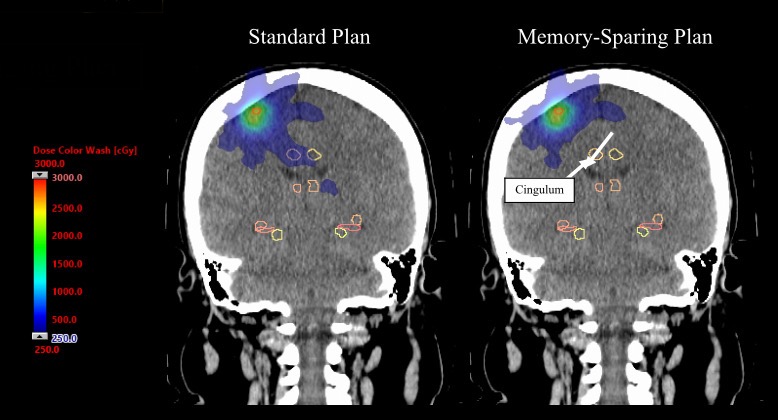 Standard Plan
Memory-Sparing Plan
Dose Color Wash [cGy]
3000.0
3000.0
2500.0
2000.0
1500.0
1000.0
500.0
250.0
250.0
Cingulum